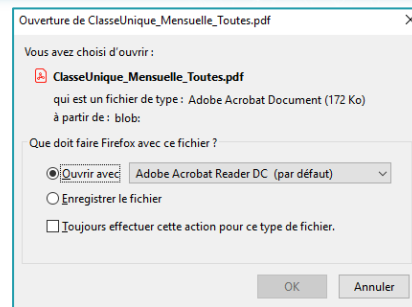 Ouverture de ClasseUnique_Mensuelle_Toutes.pdf
Vous avez choisi d'ouvrir :
ClasseUnique_Mensuelle_Toutes.pdf
qui est un fichier de type : Adobe Acrobat Document (172 Ko)
à partir de : blob:
Que doit faire Firefox avec ce fichier ?
Ouvrir avec Adobe Acrobat Reader DC (par défaut)
Enregistrer le fichier
Toujours effectuer cette action pour ce type de fichier.
OK Annuler